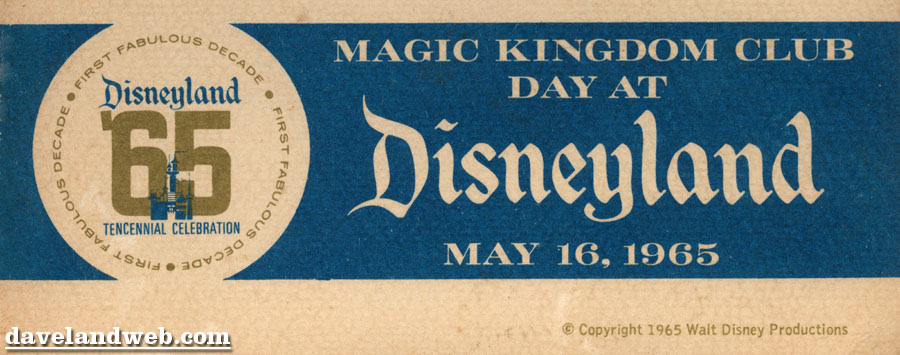 FIRST FABULOUS DECADE • FIRST FABULOUS DECADE • FIRST FABULOUS DECADE •
Disneyland
'65
TENCENNIAL CELEBRATION
MAGIC KINGDOM CLUB
DAY AT
Disneyland
MAY 16, 1965
© Copyright 1965 Walt Disney Productions
davelandweb.com